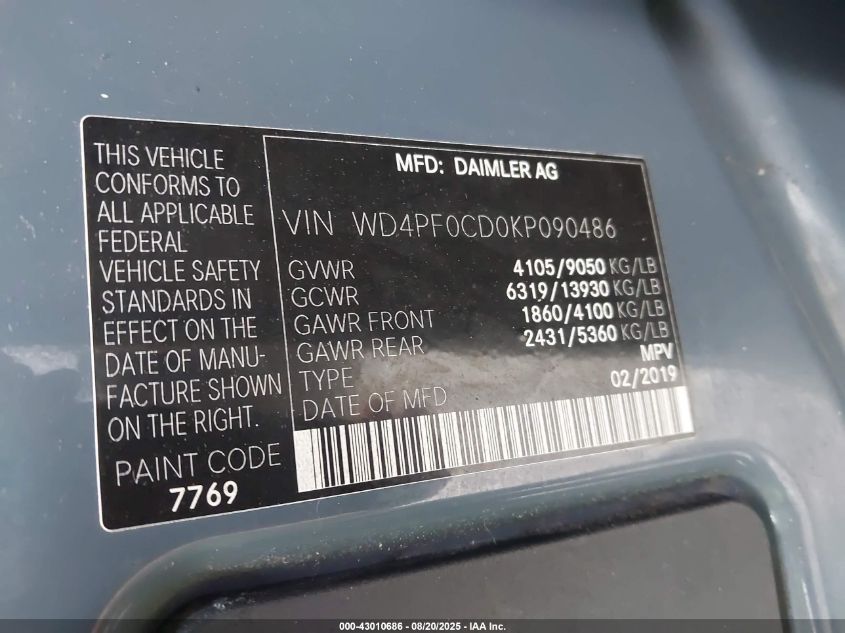 THIS VEHICLE
CONFORMS TO
ALL APPLICABLE
FEDERAL
VEHICLE SAFETY
STANDARDS IN
EFFECT ON THE
DATE OF MANU-
FACTURE SHOWN
ON THE RIGHT.
PAINT CODE
7769
MFD: DAIMLER AG
VIN WD4PF0CD0KP090486
GVWR 4105/9050 KG/LB
GCWR 6319/13930 KG/LB
GAWR FRONT 1860/4100 KG/LB
GAWR REAR 2431/5360 KG/LB
TYPE MPV
DATE OF MFD 02/2019
000-43010686 - 08/20/2025 - IAA Inc.